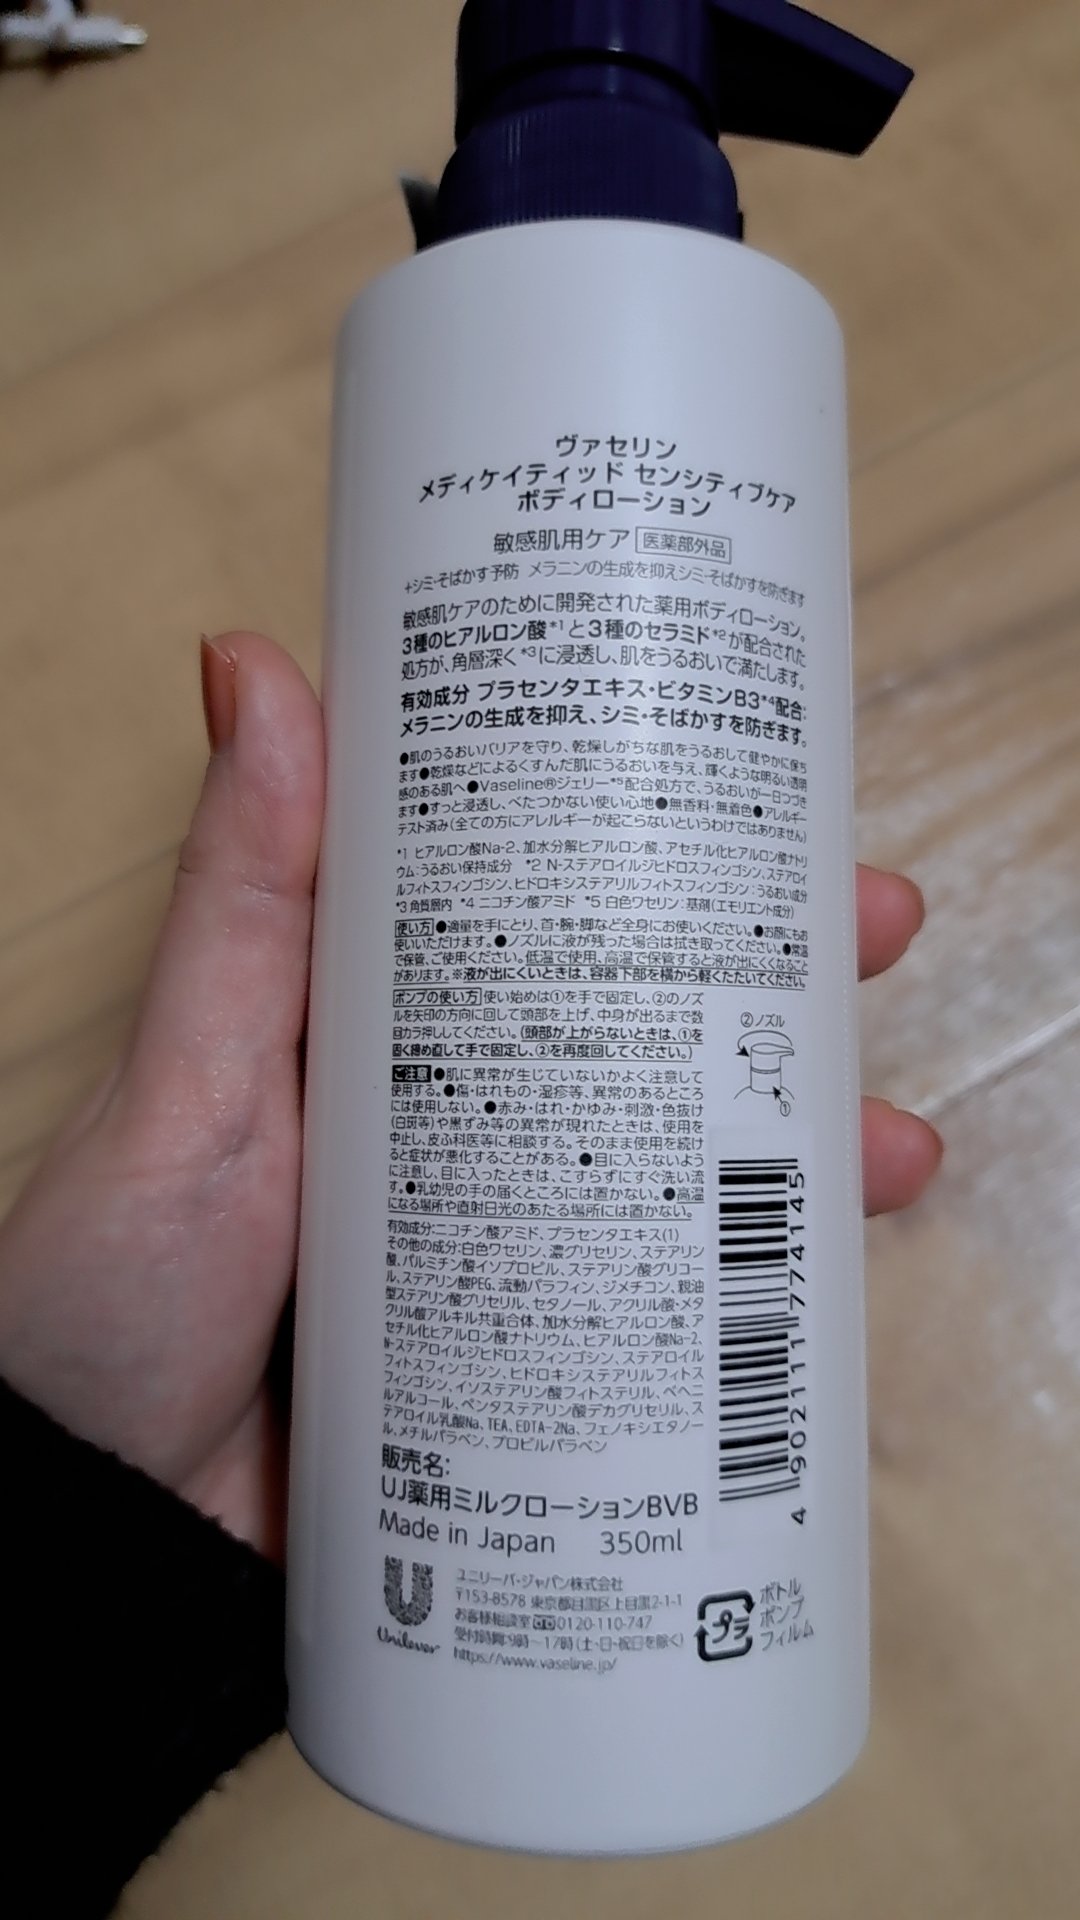 ヴァセリン
メディケイティッド センシティブケア
ボディローション
敏感肌用ケア 医薬部外品
+シミ・そばかす予防 メラニンの生成を抑えシミ・そばかすを防ぎます
敏感肌ケアのために開発された薬用ボディローション。
3種のヒアルロン酸*1と3種のセラミド*2が配合された
処方が、角層深く*3に浸透し、肌をうるおいで満たします。
有効成分 プラセンタエキス・ビタミンB3*4配合:
メラニンの生成を抑え、シミ・そばかすを防ぎます。
●肌のうるおいバリアを守り、乾燥しがちな肌をうるおして健やかに保ち
ます●乾燥などによるくすんだ肌にうるおいを与え、輝くような明るい透明
感のある肌へ●Vaseline®ジェリー*5配合処方で、うるおいが一日つづき
ます●すっと浸透し、べたつかない使い心地●無香料・無着色●アレルギー
テスト済み(全ての方にアレルギーが起こらないというわけではありません)
*1 ヒアルロン酸Na-2、加水分解ヒアルロン酸、アセチル化ヒアルロン酸ナトリ
ウム:うるおい保持成分 *2 N-ステアロイルジヒドロスフィンゴシン、ステアロイ
ルフィトスフィンゴシン、ヒドロキシステアリルフィトスフィンゴシン:うるおい成分
*3 角質層内 *4 ニコチン酸アミド *5 白色ワセリン:基剤(エモリエント成分)
使い方 ●適量を手にとり、首・腕・脚など全身にお使いください。●お顔にもお
使いいただけます。●ノズルに液が残った場合は拭き取ってください。●常温
で保管、ご使用ください。低温で使用、高温で保管すると液が出にくくなること
があります。※液が出にくいときは、容器下部を横から軽くたたいてください。
ポンプの使い方 使い始めは①を手で固定し、②のノズ
ルを矢印の方向に回して頭部を上げ、中身が出るまで数
回カラ押ししてください。(頭部が上がらないときは、①を
固く締め直して手で固定し、②を再度回してください。)
②ノズル
①
ご注意 ●肌に異常が生じていないかよく注意して
使用する。●傷・はれもの・湿疹等、異常のあるところ
には使用しない。●赤み・はれ・かゆみ・刺激・色抜け
(白斑等)や黒ずみ等の異常が現れたときは、使用を
中止し、皮ふ科医等に相談する。そのまま使用を続け
ると症状が悪化することがある。●目に入らないよう
に注意し、目に入ったときは、こすらずにすぐ洗い流
す。●乳幼児の手の届くところには置かない。●高温
になる場所や直射日光のあたる場所には置かない。
有効成分:ニコチン酸アミド、プラセンタエキス(1)
その他の成分:白色ワセリン、濃グリセリン、ステアリン
酸、パルミチン酸イソプロピル、ステアリン酸グリコー
ル、ステアリン酸PEG、流動パラフィン、ジメチコン、親油
型ステアリン酸グリセリル、セタノール、アクリル酸・メタ
クリル酸アルキル共重合体、加水分解ヒアルロン酸、ア
セチル化ヒアルロン酸ナトリウム、ヒアルロン酸Na-2、
N-ステアロイルジヒドロスフィンゴシン、ステアロイル
フィトスフィンゴシン、ヒドロキシステアリルフィトス
フィンゴシン、イソステアリン酸フィトステリル、ベヘニ
ルアルコール、ペンタステアリン酸デカグリセリル、ス
テアロイル乳酸Na、TEA、EDTA-2Na、フェノキシエタノー
ル、メチルパラベン、プロピルパラベン
4 902111 774145
販売名:
UJ薬用ミルクローションBVB
Made in Japan 350ml
Unilever
ユニリーバ・ジャパン株式会社
〒153-8578 東京都目黒区上目黒2-1-1
お客様相談室 0120-110-747
受付時間:9時〜17時(土・日・祝日を除く)
https://www.vaseline.jp/
プラ
ボトル
ポンプ
フィルム